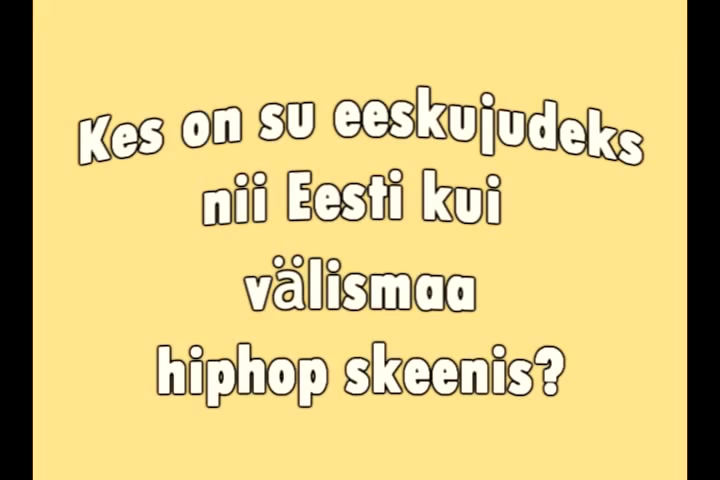 Kes on su eeskujudeks
nii Eesti kui
välismaa
hiphop skeenis?